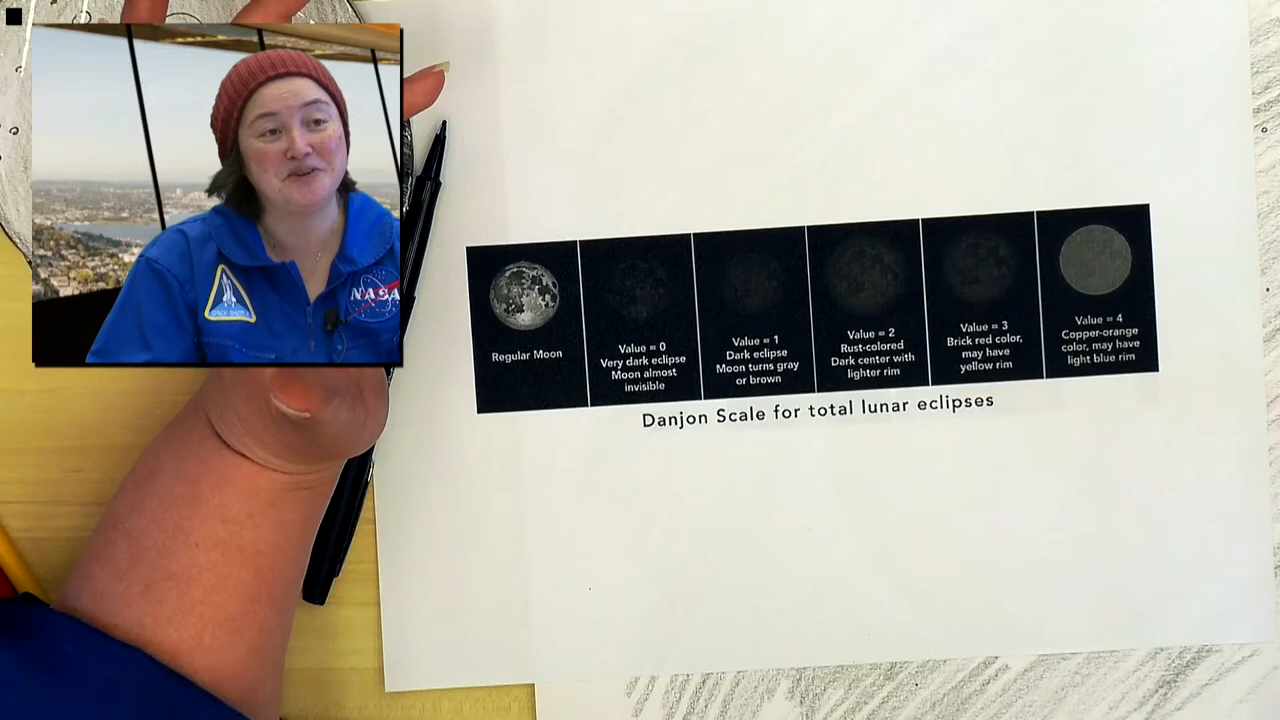 SPACE SHUTTLE
NASA
Regular Moon
Value = 0
Very dark eclipse
Moon almost
invisible
Value = 1
Dark eclipse
Moon turns gray
or brown
Value = 2
Rust-colored
Dark center with
lighter rim
Value = 3
Brick red color,
may have
yellow rim
Value = 4
Copper-orange
color, may have
light blue rim
Danjon Scale for total lunar eclipses